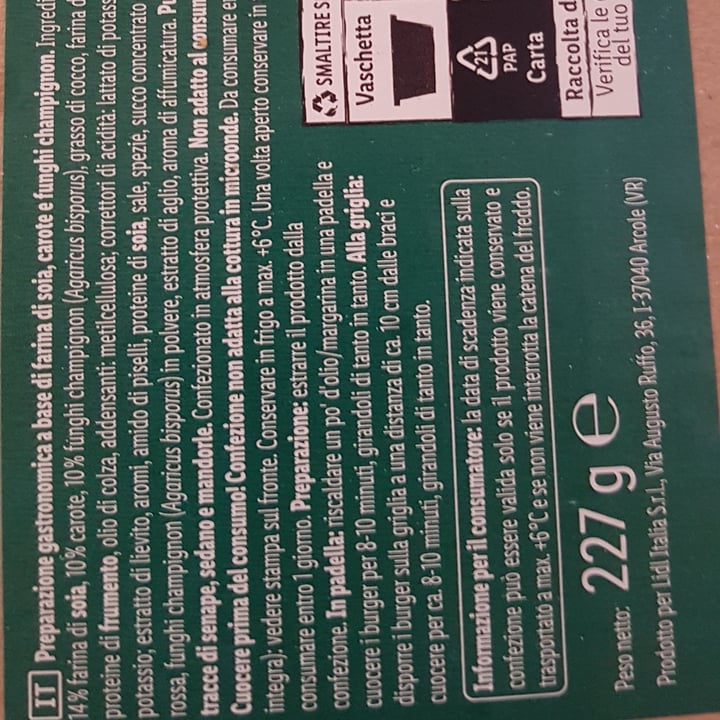 IT Preparazione gastronomica a base di farina di soia, carote e funghi champignon.
14% farina di soia, 10% carote, 10% funghi champignon (Agaricus bisporus), grasso di cocco, farina
proteine di frumento, olio di colza, addensanti: metilcellulosa; correttori di acidità: lattato di
potassio; estratto di lievito, aromi, amido di piselli, proteine di soia, sale, spezie, succo concentrato
rossa, funghi champignon (Agaricus bisporus) in polvere, estratto di aglio, aroma di affumicatura.
tracce di senape, sedano e mandorle. Confezionato in atmosfera protettiva. Non adatto al
Cuocere prima del consumo! Confezione non adatta alla cottura in microonde. Da consumare
integra): vedere stampa sul fronte. Conservare in frigo a max. +6°C. Una volta aperto conservare in
consumare entro 1 giorno. Preparazione: estrarre il prodotto dalla
confezione. In padella: riscaldare un po' d'olio/margarina in una padella e
cuocere i burger per 8-10 minuti, girandoli di tanto in tanto. Alla griglia:
disporre i burger sulla griglia a una distanza di ca. 10 cm dalle braci e
cuocere per ca. 8-10 minuti, girandoli di tanto in tanto.
Informazione per il consumatore: la data di scadenza indicata sulla
confezione può essere valida solo se il prodotto viene conservato e
trasportato a max. +6°C e se non viene interrotta la catena del freddo.
Peso netto: 227 g e
Prodotto per Lidl Italia S.r.l., Via Augusto Ruffo, 36, I-37040 Arcole (VR)
SMALTIRE
Vaschetta
21
PAP
Carta
Raccolta
Verifica le
del tuo